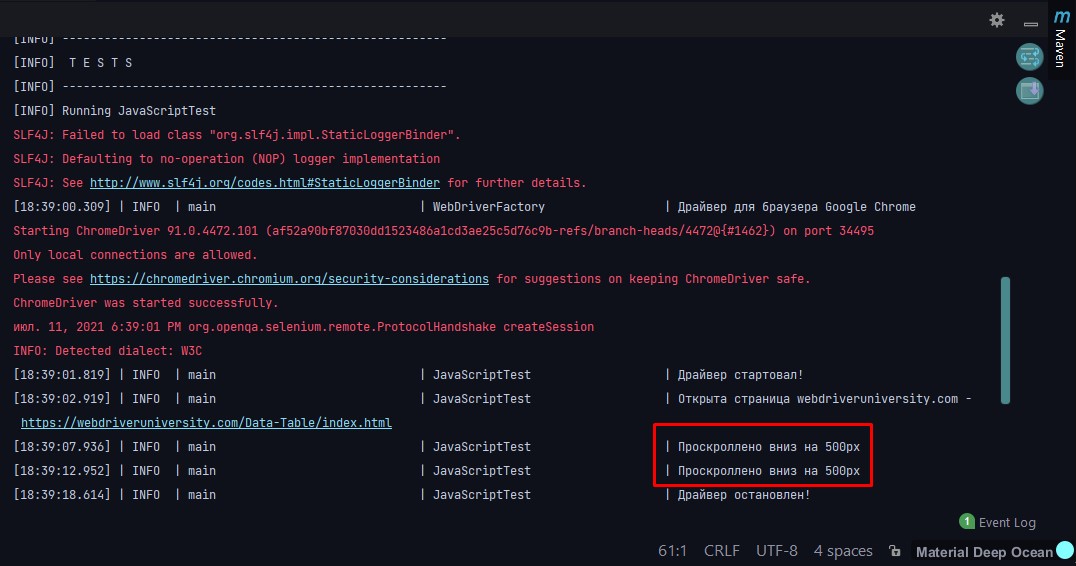 Maven
[INFO] -------------------------------------------------------
[INFO]  T E S T S
[INFO] -------------------------------------------------------
[INFO] Running JavaScriptTest
SLF4J: Failed to load class "org.slf4j.impl.StaticLoggerBinder".
SLF4J: Defaulting to no-operation (NOP) logger implementation
SLF4J: See http://www.slf4j.org/codes.html#StaticLoggerBinder for further details.
[18:39:00.309] | INFO  | main | WebDriverFactory | Драйвер для браузера Google Chrome
Starting ChromeDriver 91.0.4472.101 (af52a90bf87030dd1523486a1cd3ae25c5d76c9b-refs/branch-heads/4472@{#1462}) on port 34495
Only local connections are allowed.
Please see https://chromedriver.chromium.org/security-considerations for suggestions on keeping ChromeDriver safe.
ChromeDriver was started successfully.
июл. 11, 2021 6:39:01 PM org.openqa.selenium.remote.ProtocolHandshake createSession
INFO: Detected dialect: W3C
[18:39:01.819] | INFO  | main | JavaScriptTest | Драйвер стартовал!
[18:39:02.919] | INFO  | main | JavaScriptTest | Открыта страница webdriveruniversity.com -
https://webdriveruniversity.com/Data-Table/index.html
[18:39:07.936] | INFO  | main | JavaScriptTest | Проскроллено вниз на 500px
[18:39:12.952] | INFO  | main | JavaScriptTest | Проскроллено вниз на 500px
[18:39:18.614] | INFO  | main | JavaScriptTest | Драйвер остановлен!
1 Event Log
61:1 CRLF UTF-8 4 spaces Material Deep Ocean